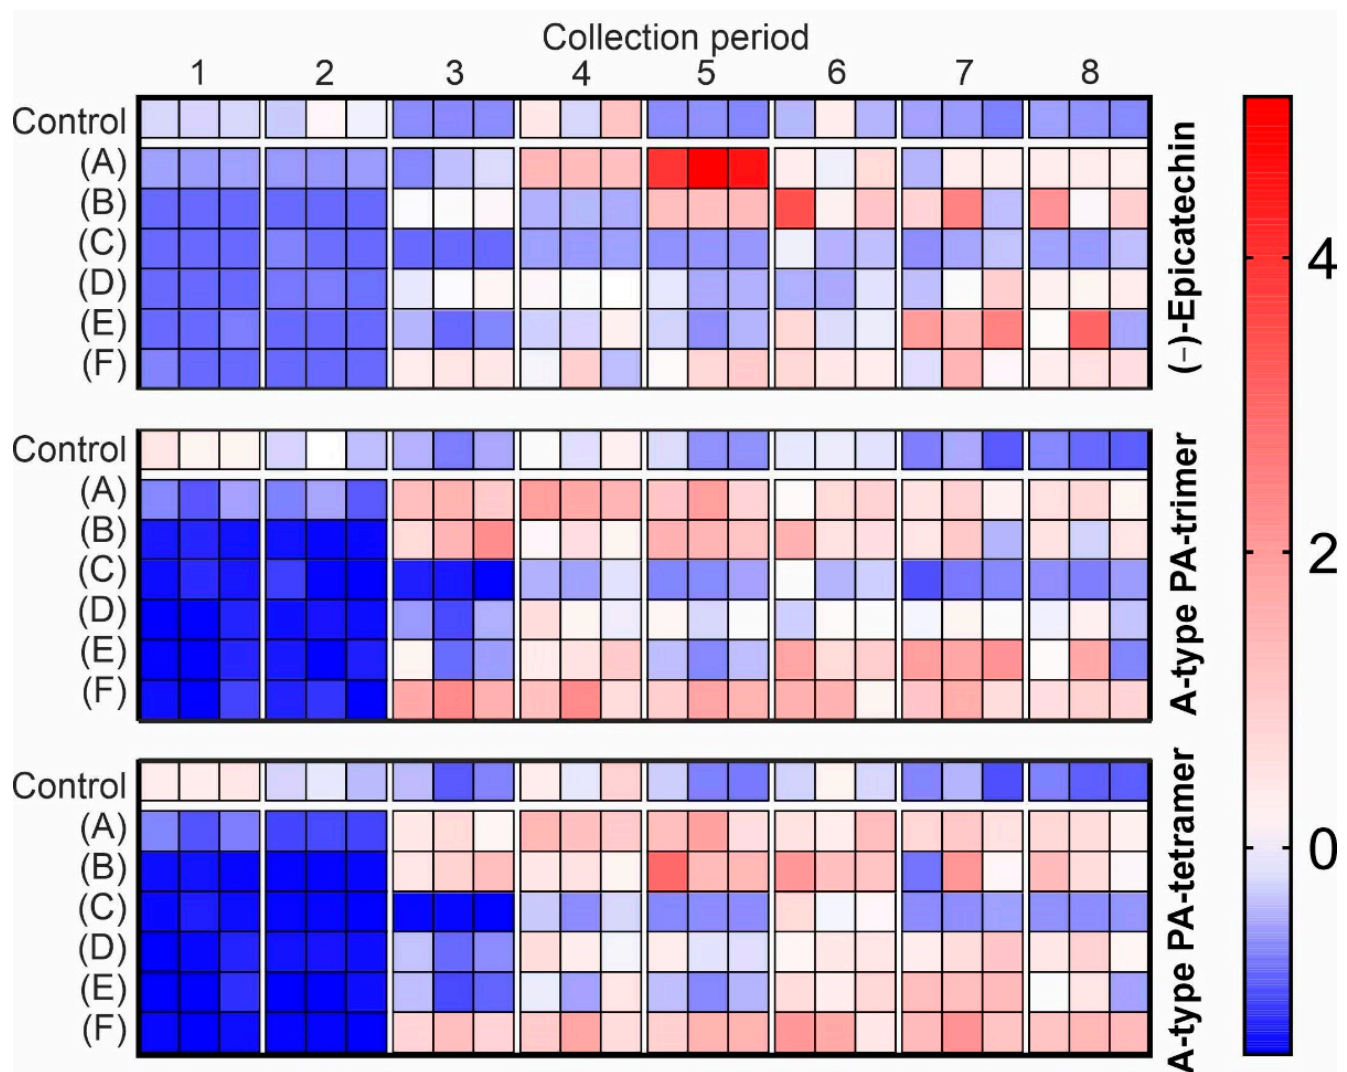 Collection period
1 2 3 4 5 6 7 8
Control
(A)
(B)
(C)
(D)
(E)
(F)
(−)-Epicatechin
Control
(A)
(B)
(C)
(D)
(E)
(F)
A-type PA-trimer
Control
(A)
(B)
(C)
(D)
(E)
(F)
A-type PA-tetramer
4
2
0